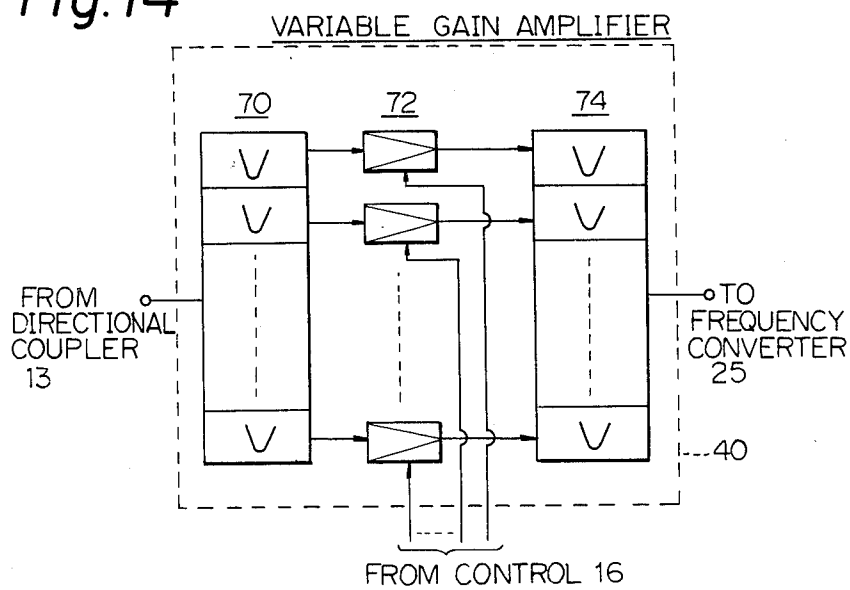 Fig. 14
VARIABLE GAIN AMPLIFIER
70
72
74
FROM
DIRECTIONAL
COUPLER
13
TO
FREQUENCY
CONVERTER
25
40
FROM CONTROL 16